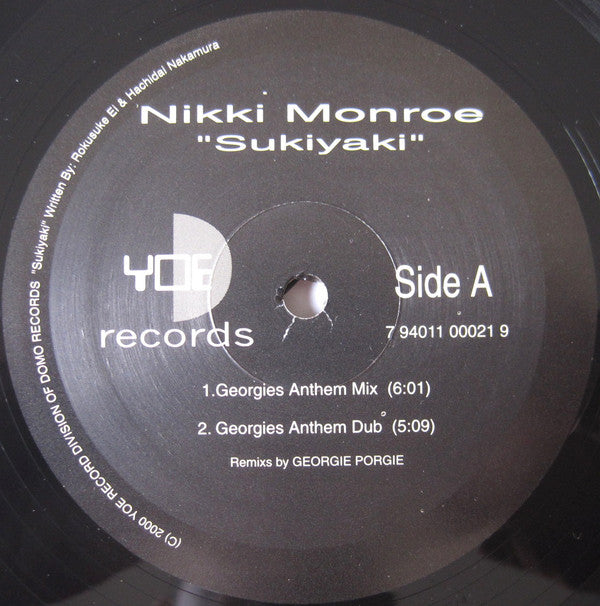 Nikki Monroe
"Sukiyaki"
YOE
records
Side A
7 94011 00021 9
1.Georgies Anthem Mix (6:01)
2. Georgies Anthem Dub (5:09)
Remixs by GEORGIE PORGIE
(C) 2000 YOE RECORD DIVISION OF DOMO RECORDS "Sukiyaki" Written By: Rokusuke EI & Hachidai Nakamura